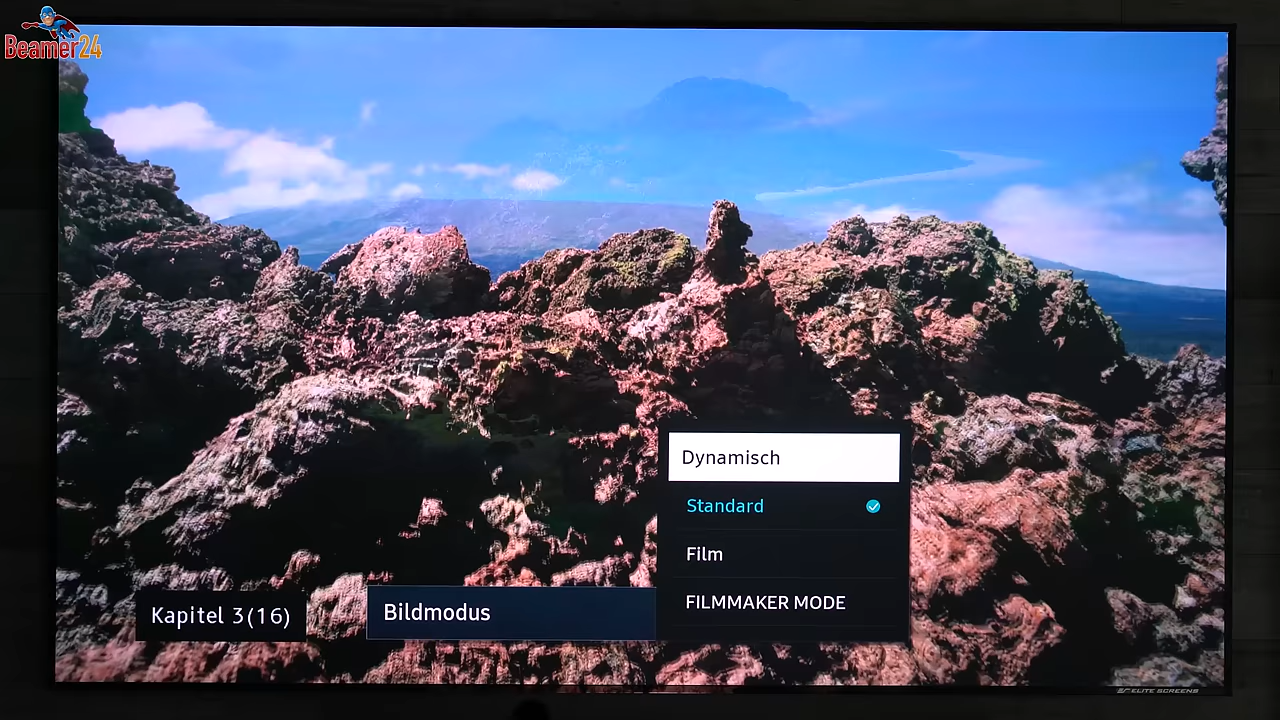 Beamer24
Dynamisch
Standard
Film
FILMMAKER MODE
Kapitel 3(16)
Bildmodus
ELITE SCREENS